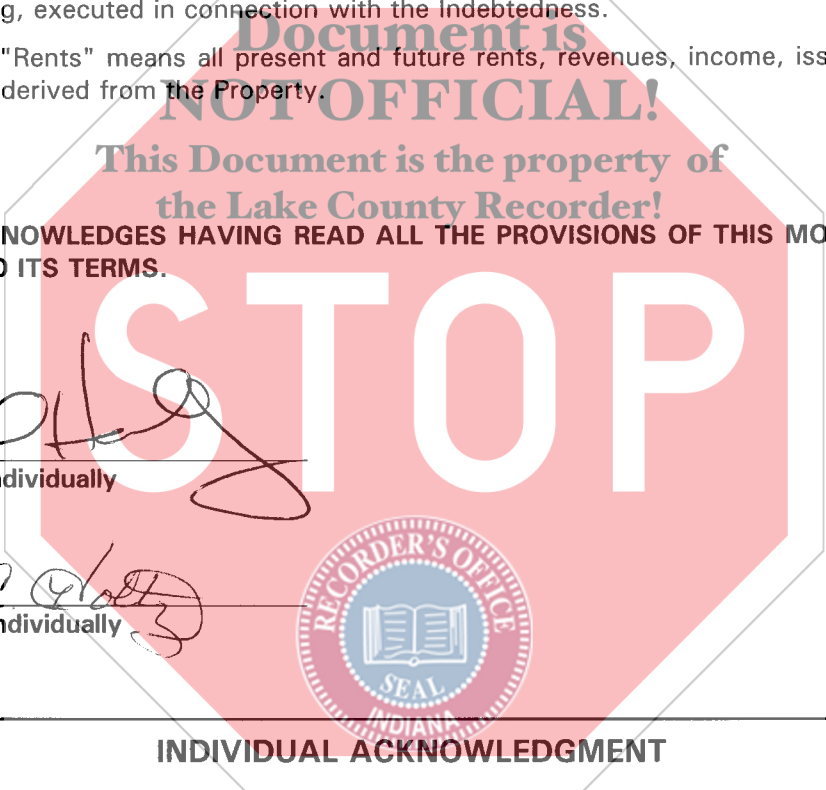 g, executed in connection with the Indebtedness.
Document is
"Rents" means all present and future rents, revenues, income, iss
derived from the Property.
NOT OFFICIAL!
This Document is the property of
the Lake County Recorder!
NOWLEDGES HAVING READ ALL THE PROVISIONS OF THIS MO
ITS TERMS.
STOP
dividually
dividually
RECORDER'S OFFICE
SEAL
INDIANA
INDIVIDUAL ACKNOWLEDGMENT